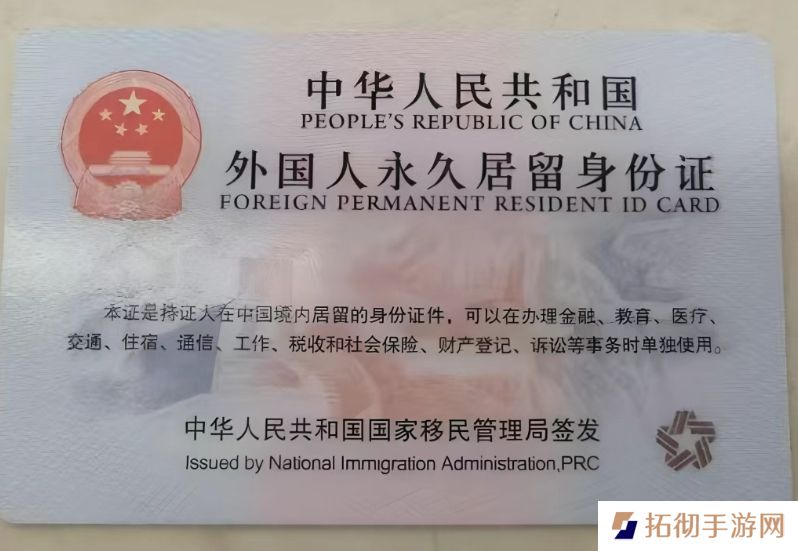 中华人民共和国
PEOPLE'S REPUBLIC OF CHINA
外国人永久居留身份证
FOREIGN PERMANENT RESIDENT ID CARD
本证是持证人在中国境内居留的身份证件，可以在办理金融、教育、医疗、
交通、住宿、通信、工作、税收和社会保险、财产登记、诉讼等事务时单独使用。
中华人民共和国国家移民管理局签发
Issued by National Immigration Administration,PRC
拓彻手游网